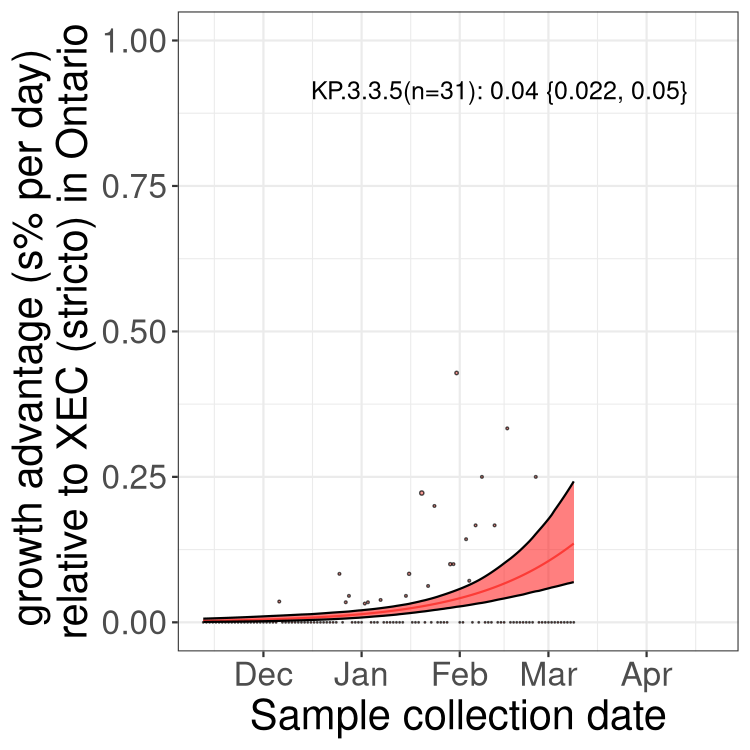 growth advantage (s% per day)
relative to XEC (stricto) in Ontario
1.00
0.75
0.50
0.25
0.00
KP.3.3.5(n=31): 0.04 {0.022, 0.05}
Dec Jan Feb Mar Apr
Sample collection date